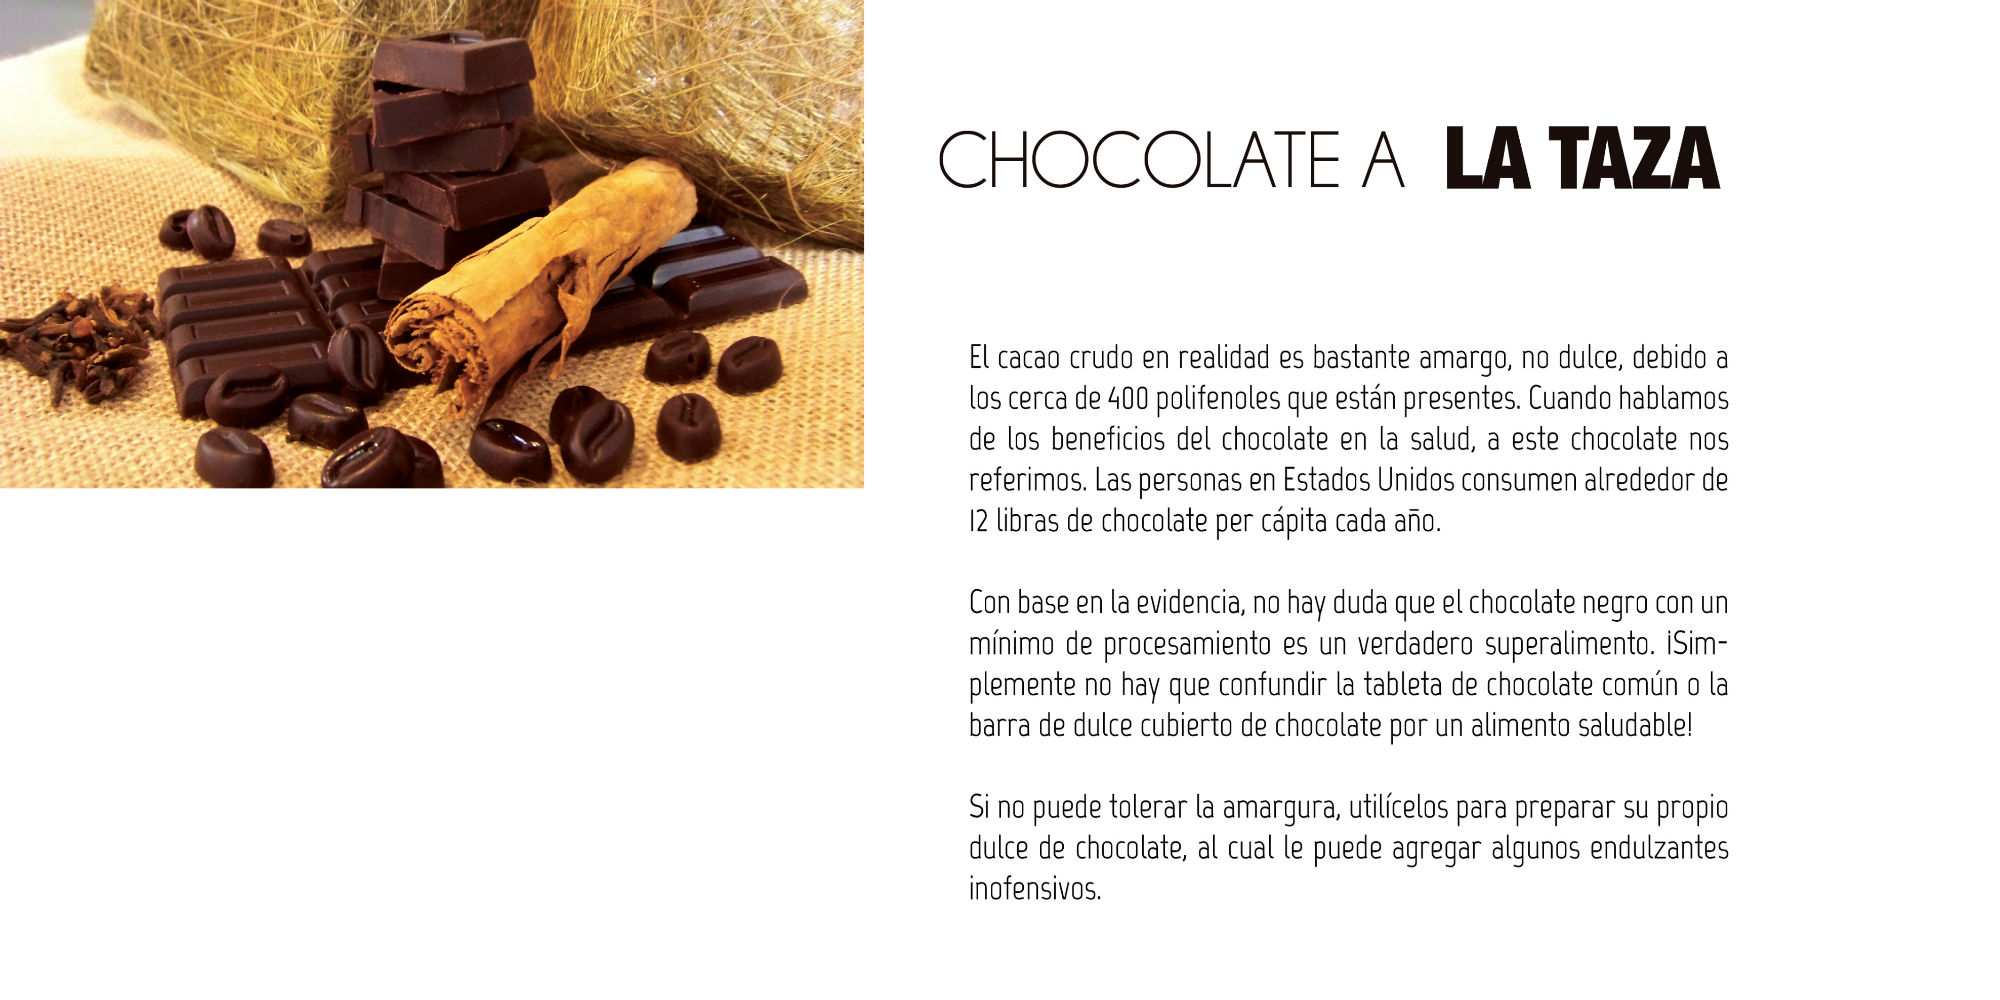 CHOCOLATE A LA TAZA
El cacao crudo en realidad es bastante amargo, no dulce, debido a
los cerca de 400 polifenoles que están presentes. Cuando hablamos
de los beneficios del chocolate en la salud, a este chocolate nos
referimos. Las personas en Estados Unidos consumen alrededor de
12 libras de chocolate per cápita cada año.
Con base en la evidencia, no hay duda que el chocolate negro con un
mínimo de procesamiento es un verdadero superalimento. ¡Sim-
plemente no hay que confundir la tableta de chocolate común o la
barra de dulce cubierto de chocolate por un alimento saludable!
Si no puede tolerar la amargura, utilícelos para preparar su propio
dulce de chocolate, al cual le puede agregar algunos endulzantes
inofensivos.